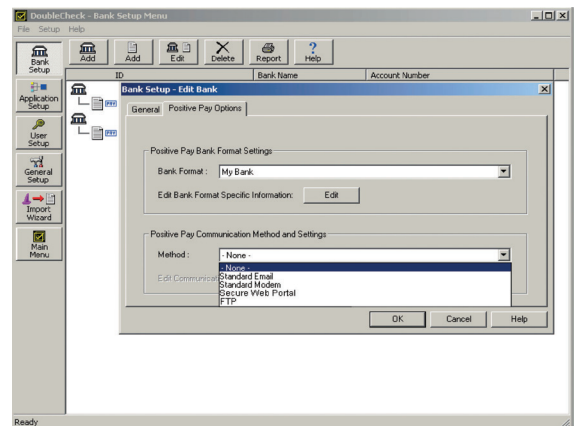 DoubleCheck - Bank Setup Menu
File Setup Help
Bank Setup
Add Add Edit Delete Report Help
ID Bank Name Account Number
Application Setup
User Setup
General Setup
Import Wizard
Main Menu
PAY
PAY
Bank Setup - Edit Bank
General Positive Pay Options
Positive Pay Bank Format Settings
Bank Format : My Bank
Edit Bank Format Specific Information: Edit
Positive Pay Communication Method and Settings
Method : - None -
- None -
Standard Email
Standard Modem
Secure Web Portal
FTP
Edit Communicat
OK Cancel Help
Ready